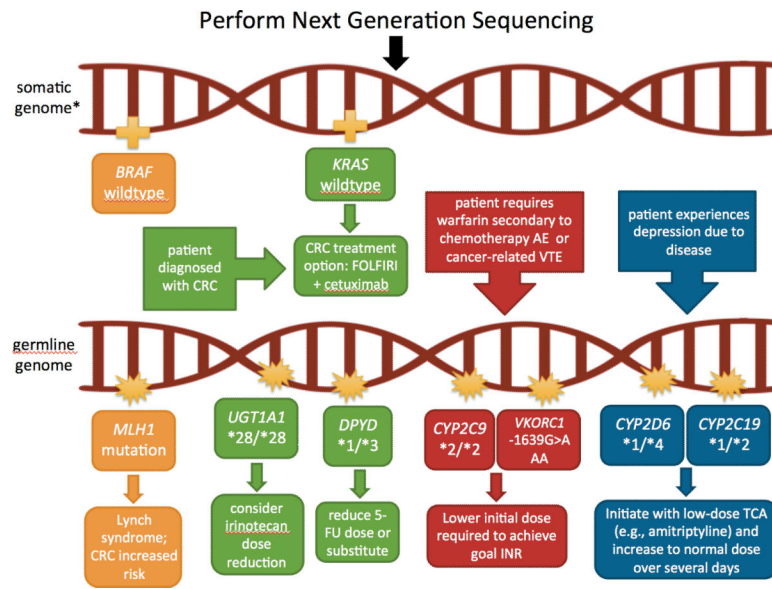 Perform Next Generation Sequencing
somatic
genome*
BRAF
wildtype
KRAS
wildtype
patient
diagnosed
with CRC
CRC treatment
option: FOLFIRI
+ cetuximab
patient requires
warfarin secondary to
chemotherapy AE or
cancer-related VTE
patient experiences
depression due to
disease
germline
genome
MLH1
mutation
UGT1A1
*28/*28
DPYD
*1/*3
CYP2C9
*2/*2
VKORC1
-1639G>A
AA
CYP2D6
*1/*4
CYP2C19
*1/*2
Lynch
syndrome;
CRC increased
risk
consider
irinotecan
dose
reduction
reduce 5-
FU dose or
substitute
Lower initial dose
required to achieve
goal INR
Initiate with low-dose TCA
(e.g., amitriptyline) and
increase to normal dose
over several days